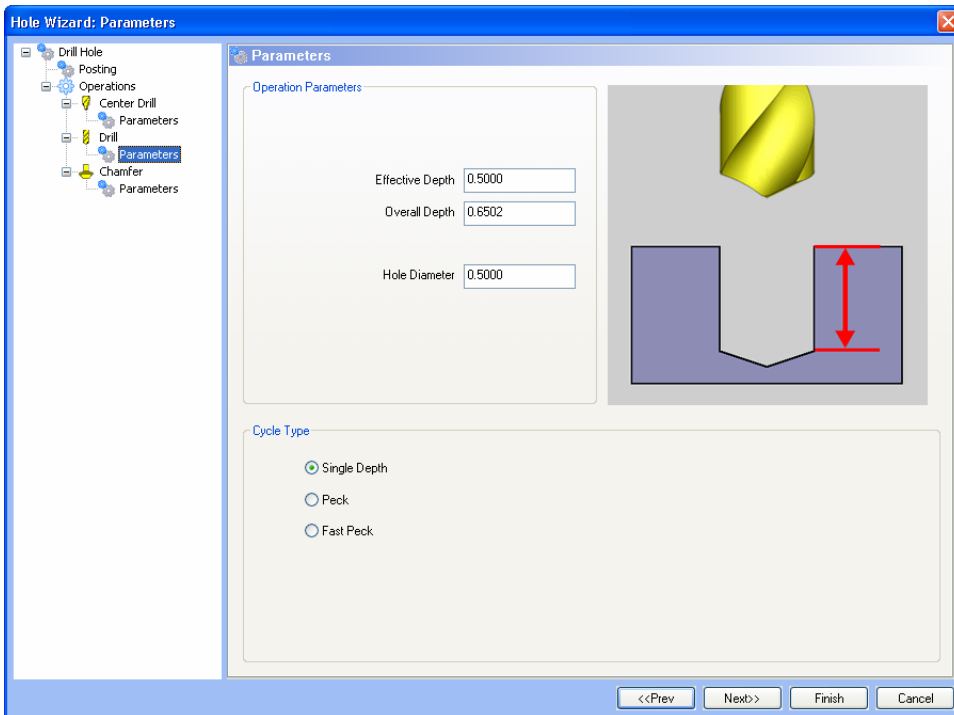 Hole Wizard: Parameters
Drill Hole
Posting
Operations
Center Drill
Parameters
Drill
Parameters
Chamfer
Parameters
Parameters
Operation Parameters
Effective Depth 0.5000
Overall Depth 0.6502
Hole Diameter 0.5000
Cycle Type
Single Depth
Peck
Fast Peck
<<Prev Next>> Finish Cancel